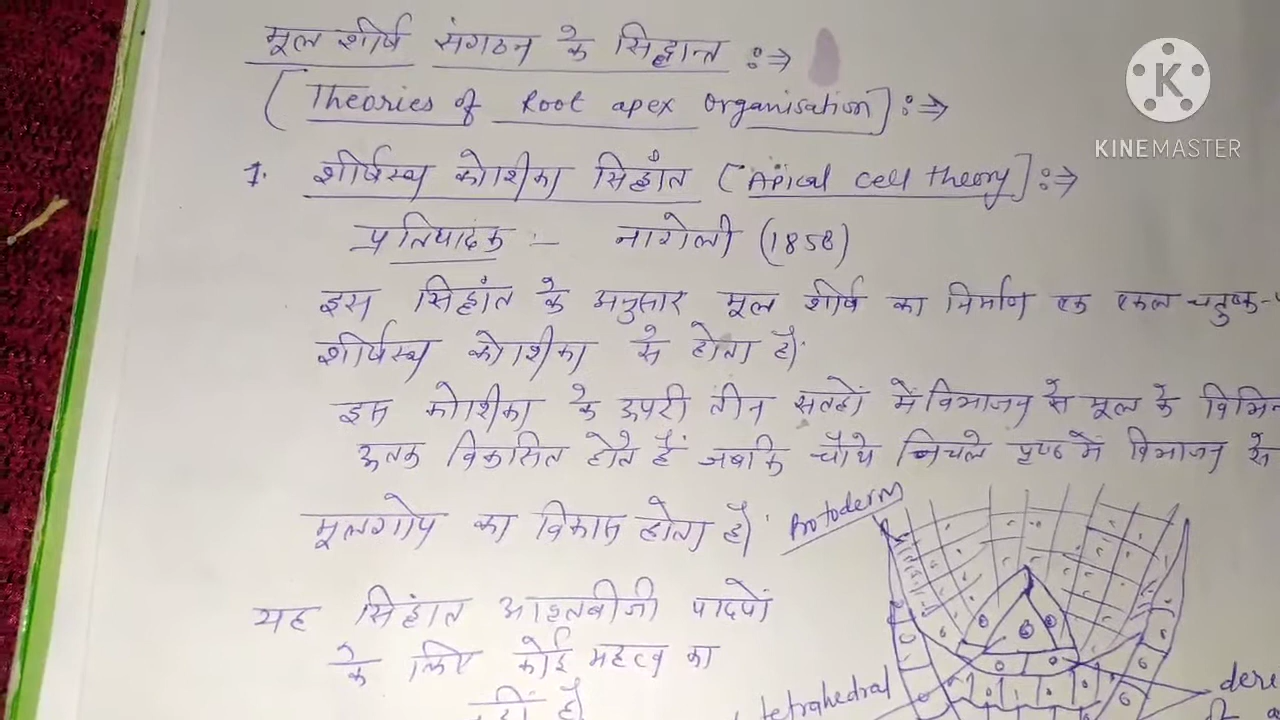 मूल शीर्ष संगठन के सिद्धान्त :⇒
[Theories of Root apex organisation] :⇒
K
KINEMASTER
1. शीर्षस्थ कोशीका सिद्धांत [Apical cell theory] :⇒
प्रतिपादक :- नागेली (1858)
इस सिद्धांत के अनुसार मूल शीर्ष का निर्माण एक एकल चतुष्क-
शीर्षस्थ कोशीका से होता है।
इस कोशीका के ऊपरी तीन सतहों में विभाजन से मूल के
ऊतक विकसित होते हैं जबकि चौथे निचले पृष्ठ में विभाजन से
मूलगोप का विकास होता है।
Protoderm
यह सिद्धांत आवृतबीजी पादपों
के लिए कोई महत्व का
नहीं है
tetrahedral